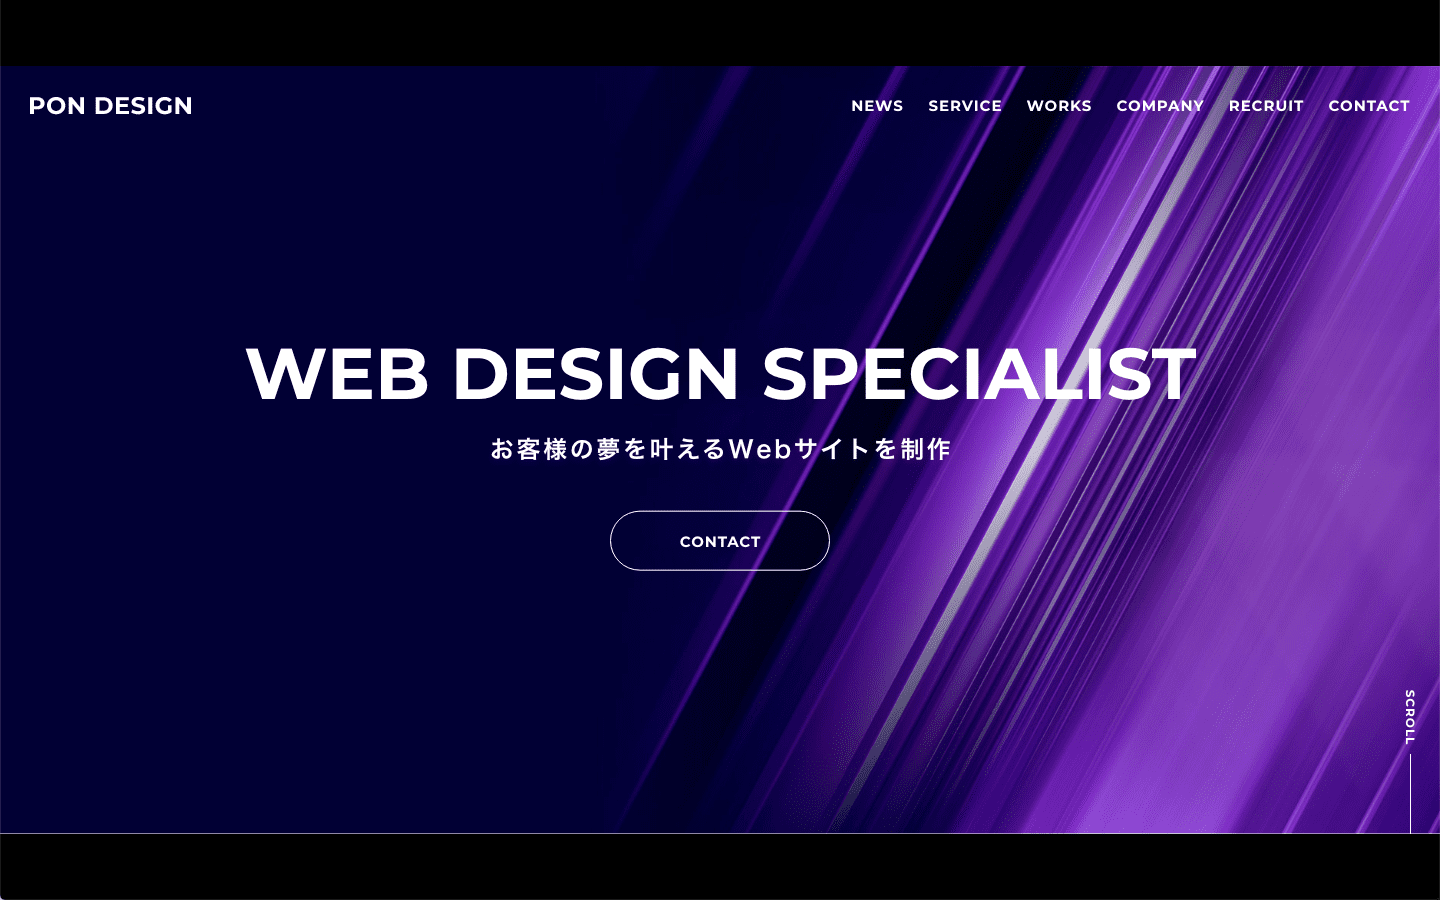 PON DESIGN
NEWS SERVICE WORKS COMPANY RECRUIT CONTACT
WEB DESIGN SPECIALIST
お客様の夢を叶えるWebサイトを制作
CONTACT
SCROLL